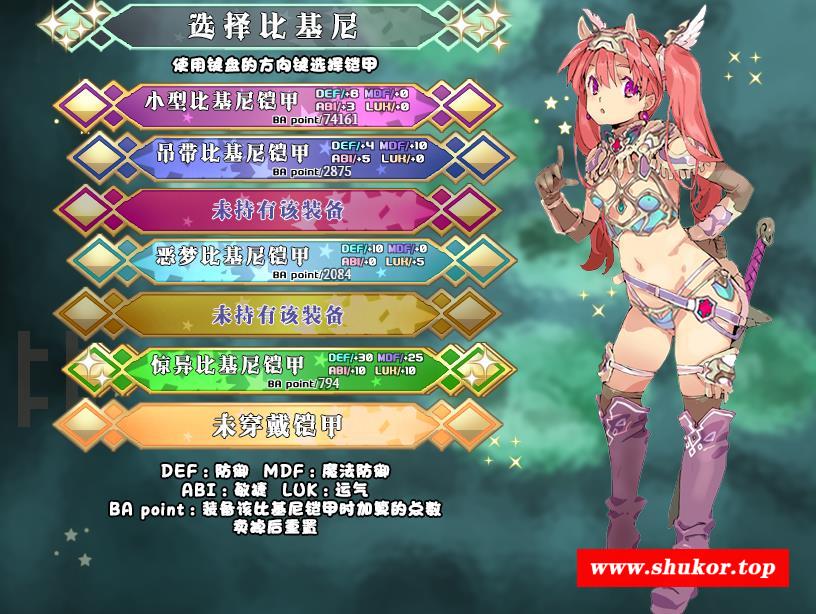 选择比基尼
使用键盘的方向键选择铠甲
小型比基尼铠甲 DEF/+6 MDF/+0
ABI/+3 LUK/+0
BA point/74161
吊带比基尼铠甲 DEF/+4 MDF/+10
ABI/+5 LUK/+0
BA point/2875
未持有该装备
恶梦比基尼铠甲 DEF/+10 MDF/+0
ABI/+0 LUK/+5
BA point/2084
未持有该装备
惊异比基尼铠甲 DEF/+30 MDF/+25
ABI/+10 LUK/+10
BA point/794
未穿戴铠甲
DEF：防御 MDF：魔法防御
ABI：敏捷 LUK：运气
BA point：装备该比基尼铠甲时加算的点数
卖掉后重置
www.shukor.top